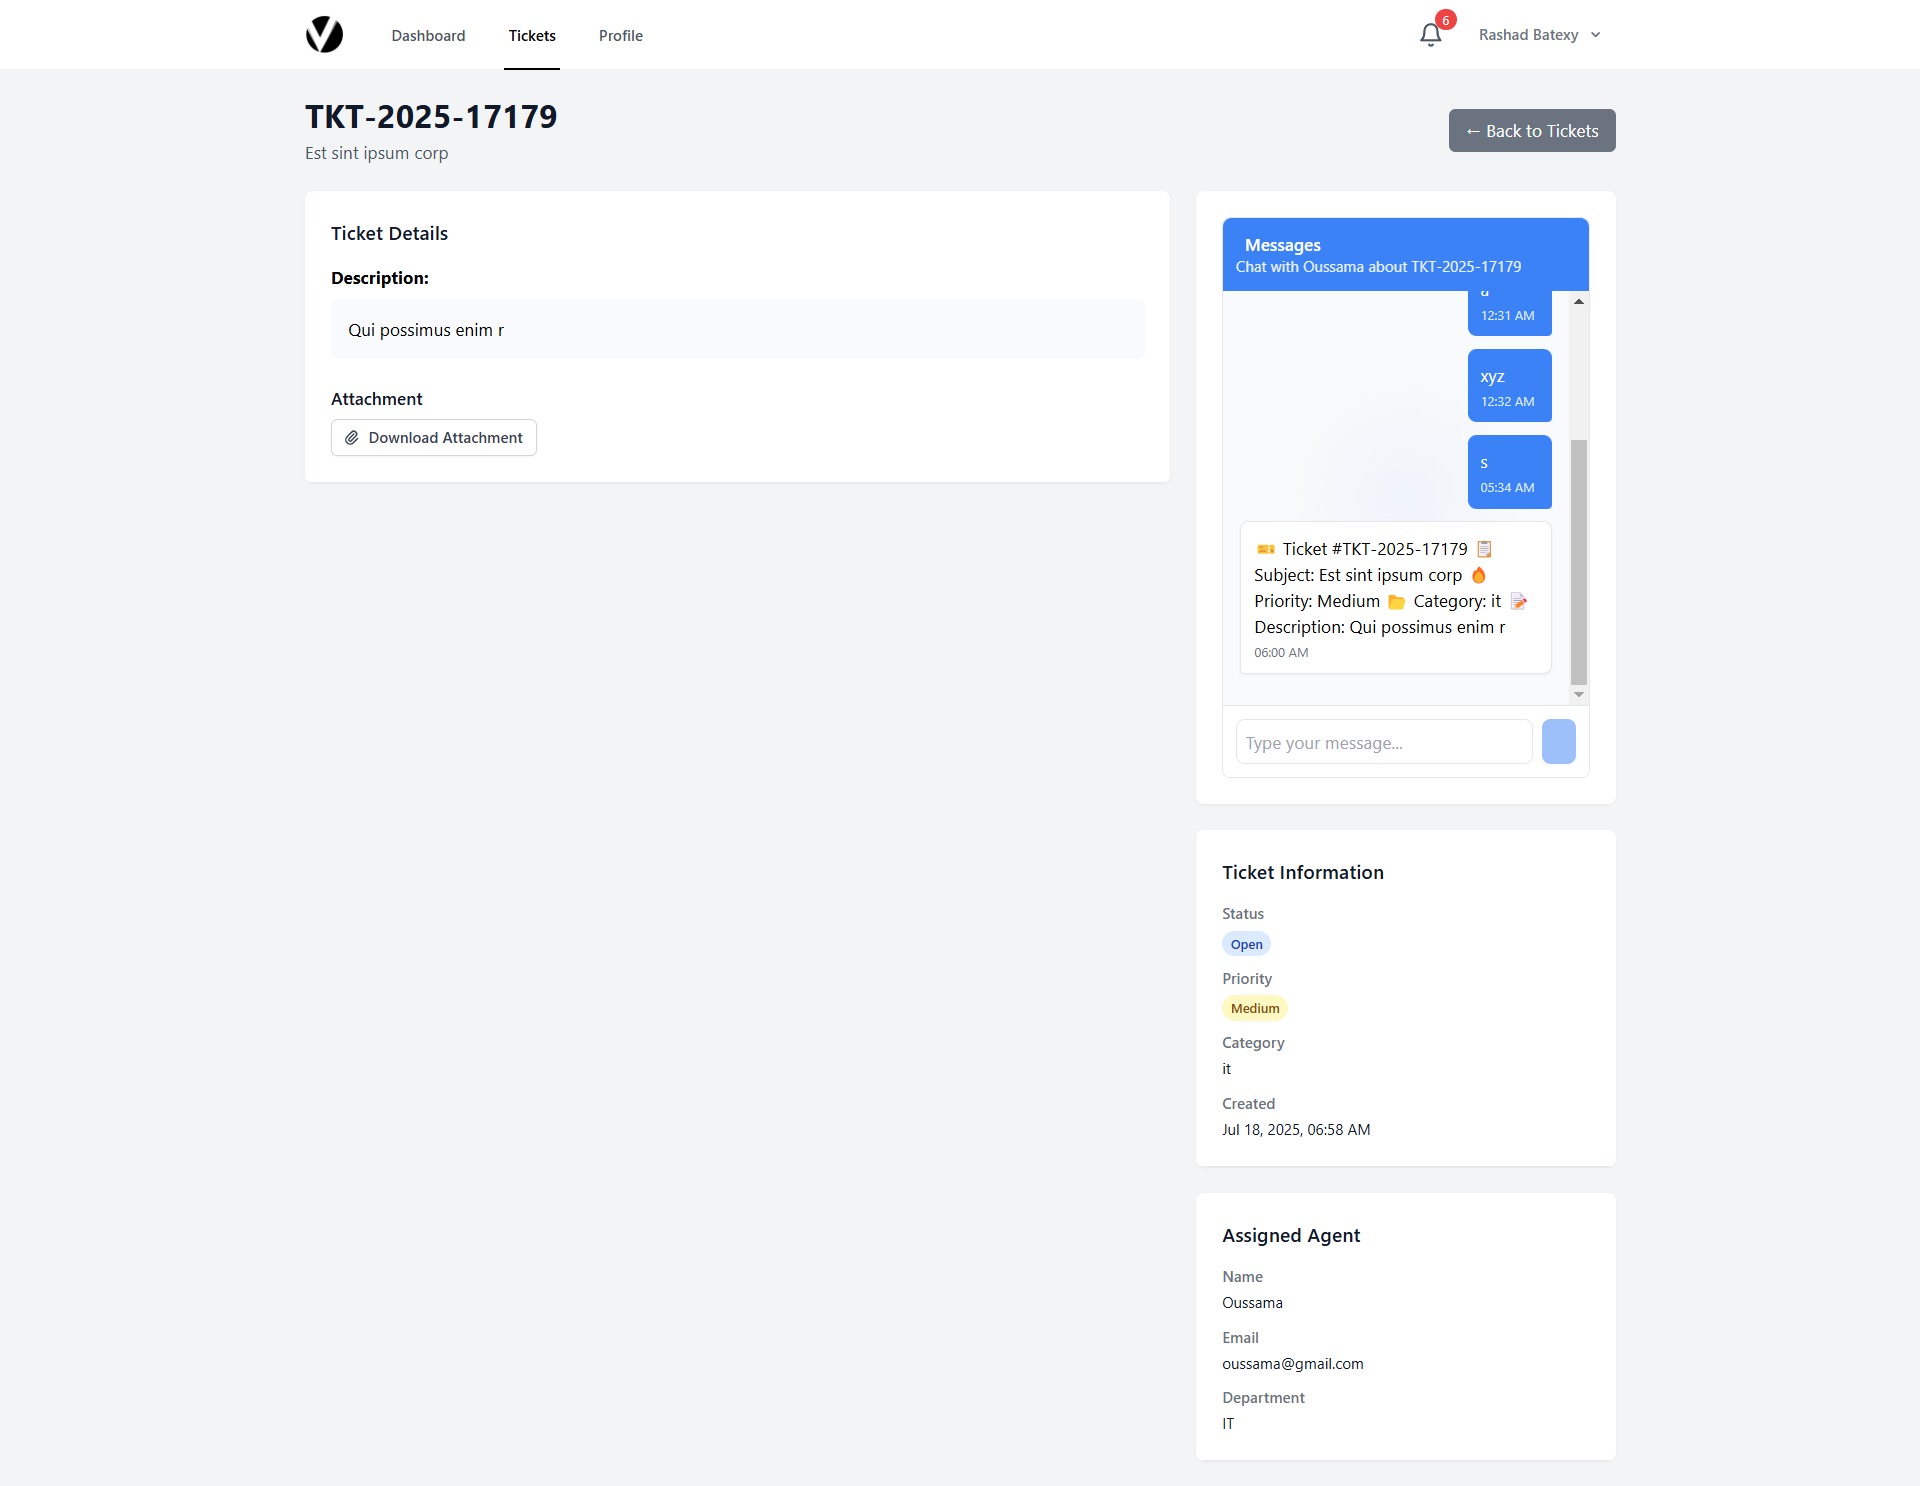 Dashboard
Tickets
Profile
6
Rashad Batexy
TKT-2025-17179
Est sint ipsum corp
← Back to Tickets
Ticket Details
Description:
Qui possimus enim r
Attachment
Download Attachment
Messages
Chat with Oussama about TKT-2025-17179
12:31 AM
xyz
12:32 AM
s
05:34 AM
🎫 Ticket #TKT-2025-17179 📋
Subject: Est sint ipsum corp 🔥
Priority: Medium 📂 Category: it 📝
Description: Qui possimus enim r
06:00 AM
Type your message...
Ticket Information
Status
Open
Priority
Medium
Category
it
Created
Jul 18, 2025, 06:58 AM
Assigned Agent
Name
Oussama
Email
oussama@gmail.com
Department
IT